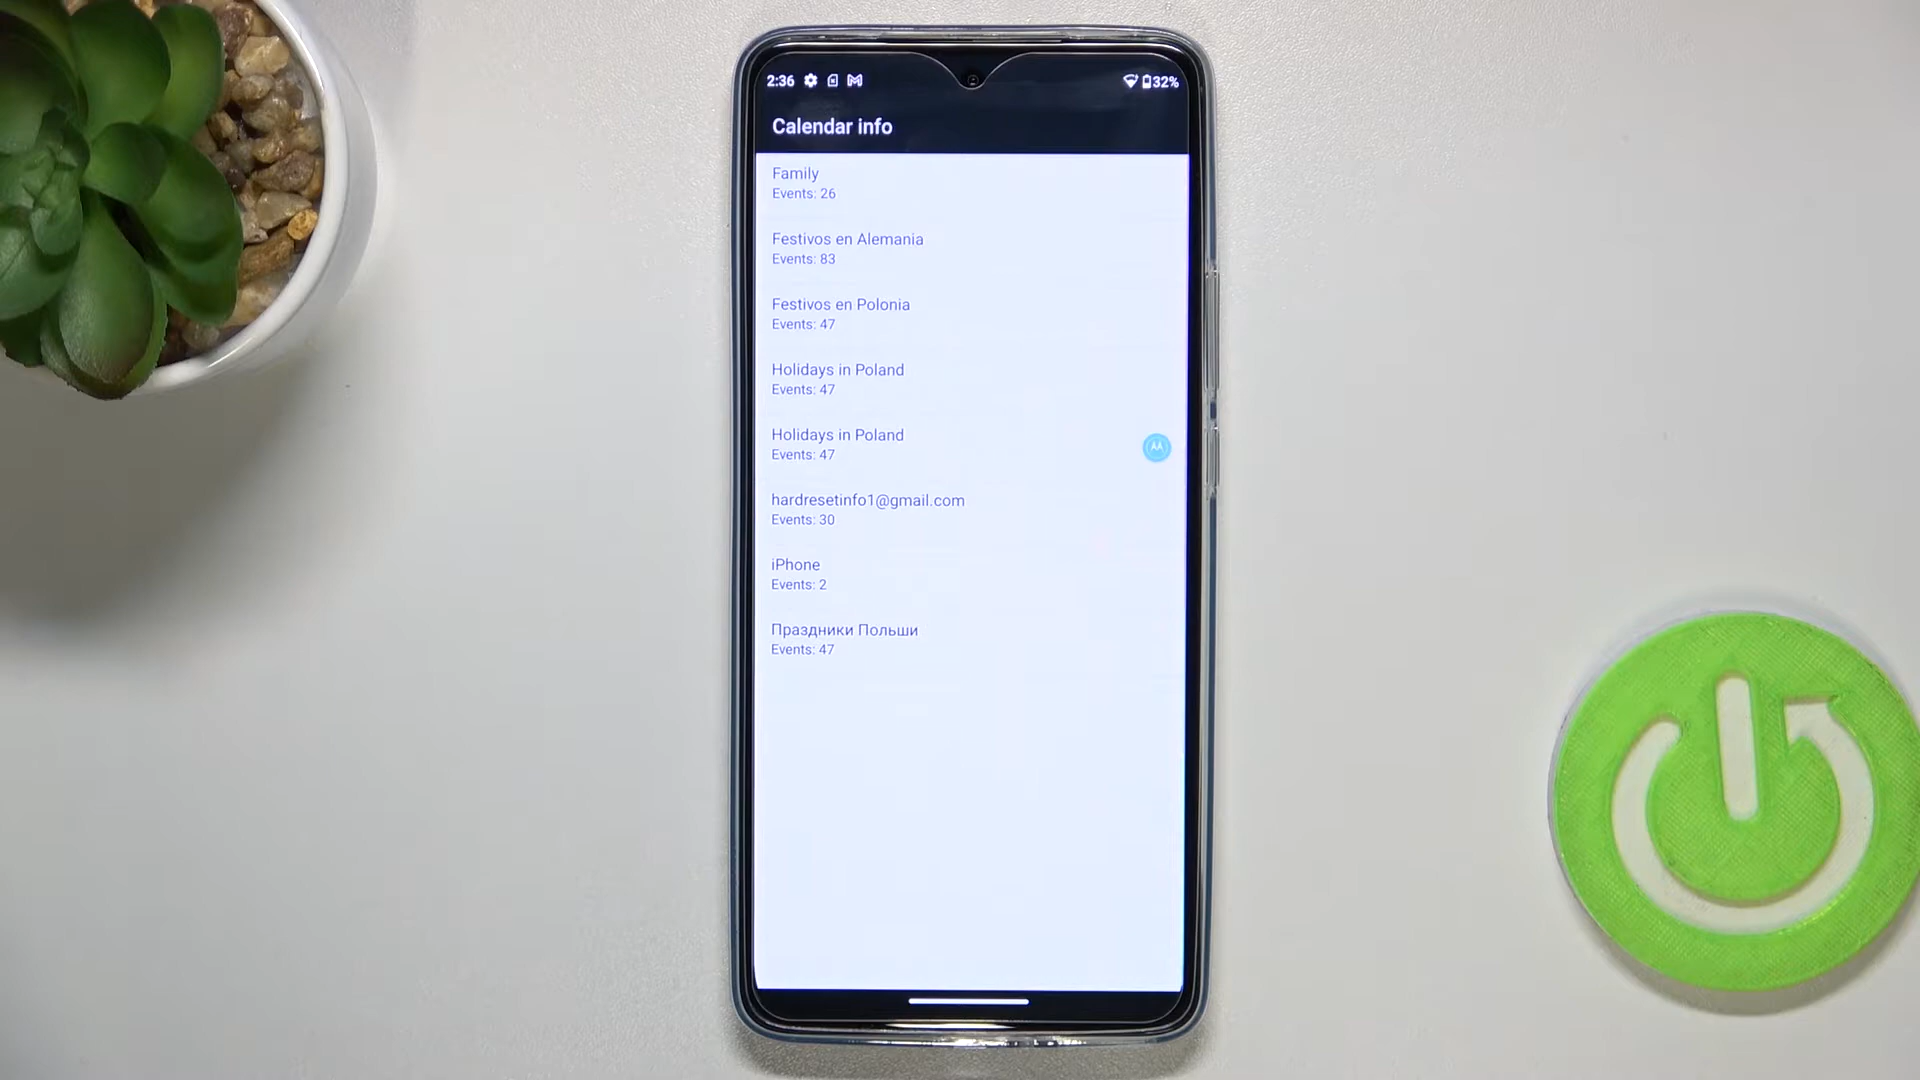 2:36 32%
Calendar info
Family
Events: 26
Festivos en Alemania
Events: 83
Festivos en Polonia
Events: 47
Holidays in Poland
Events: 47
Holidays in Poland
Events: 47
AA
hardresetinfo1@gmail.com
Events: 30
iPhone
Events: 2
Праздники Польши
Events: 47